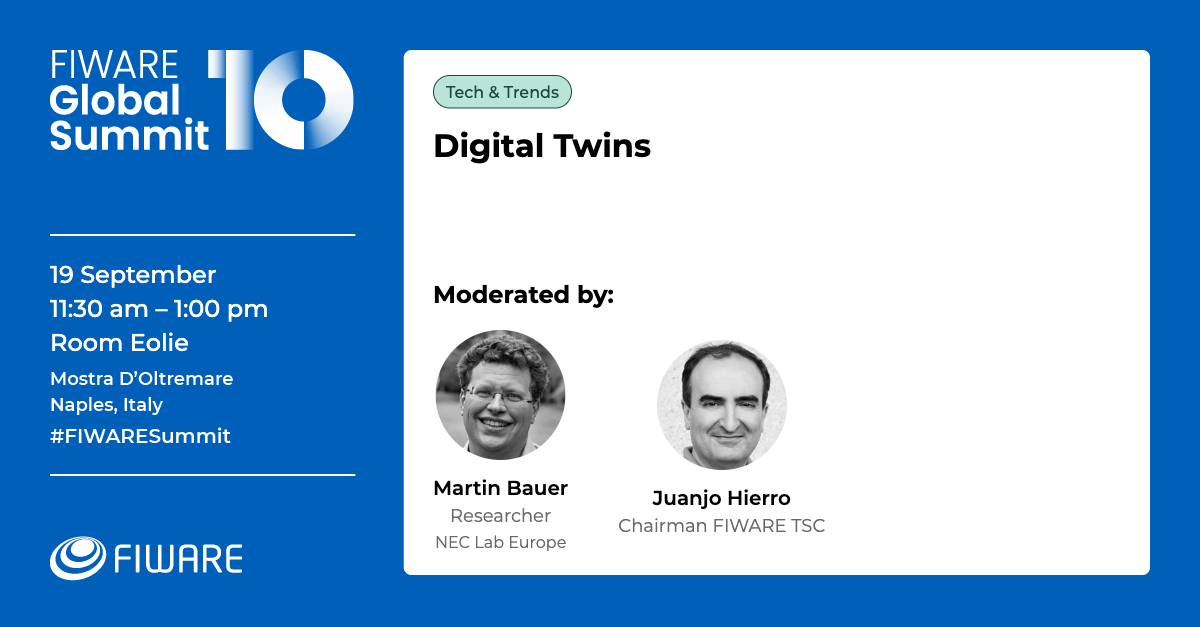 FIWARE
Global
Summit
10
19 September
11:30 am – 1:00 pm
Room Eolie
Mostra D’Oltremare
Naples, Italy
#FIWARESummit
FIWARE
Tech & Trends
Digital Twins
Moderated by:
Martin Bauer
Researcher
NEC Lab Europe
Juanjo Hierro
Chairman FIWARE TSC